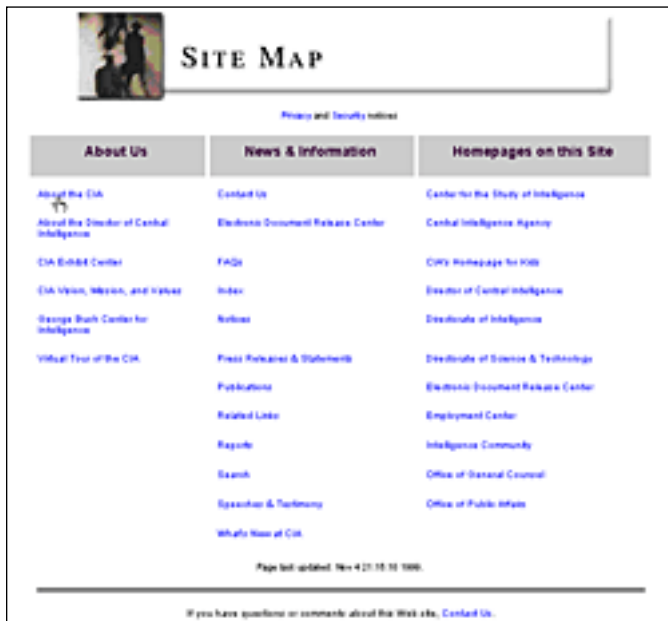 SITE MAP
Privacy and Security notices
About Us
News & Information
Homepages on this Site
About the CIA
Contact Us
Center for the Study of Intelligence
About the Director of Central
Intelligence
Electronic Document Release Center
Central Intelligence Agency
CIA Exhibit Center
FAQs
CIA's Homepage for Kids
CIA Vision, Mission, and Values
Index
Director of Central Intelligence
George Bush Center for
Intelligence
Notices
Directorate of Intelligence
Virtual Tour of the CIA
Press Releases & Statements
Directorate of Science & Technology
Publications
Electronic Document Release Center
Related Links
Employment Center
Reports
Intelligence Community
Search
Office of General Counsel
Speeches & Testimony
Office of Public Affairs
What's New at CIA
Page last updated: Nov 4
If you have questions or comments about this Web site, Contact Us.